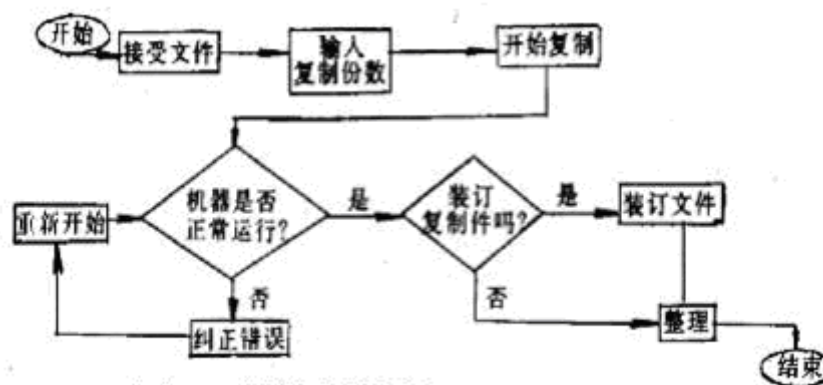 开始
接受文件
输入
复制份数
开始复制
机器是否
正常运行?
是
装订
复制件吗?
是
装订文件
重新开始
否
纠正错误
否
整理
结束